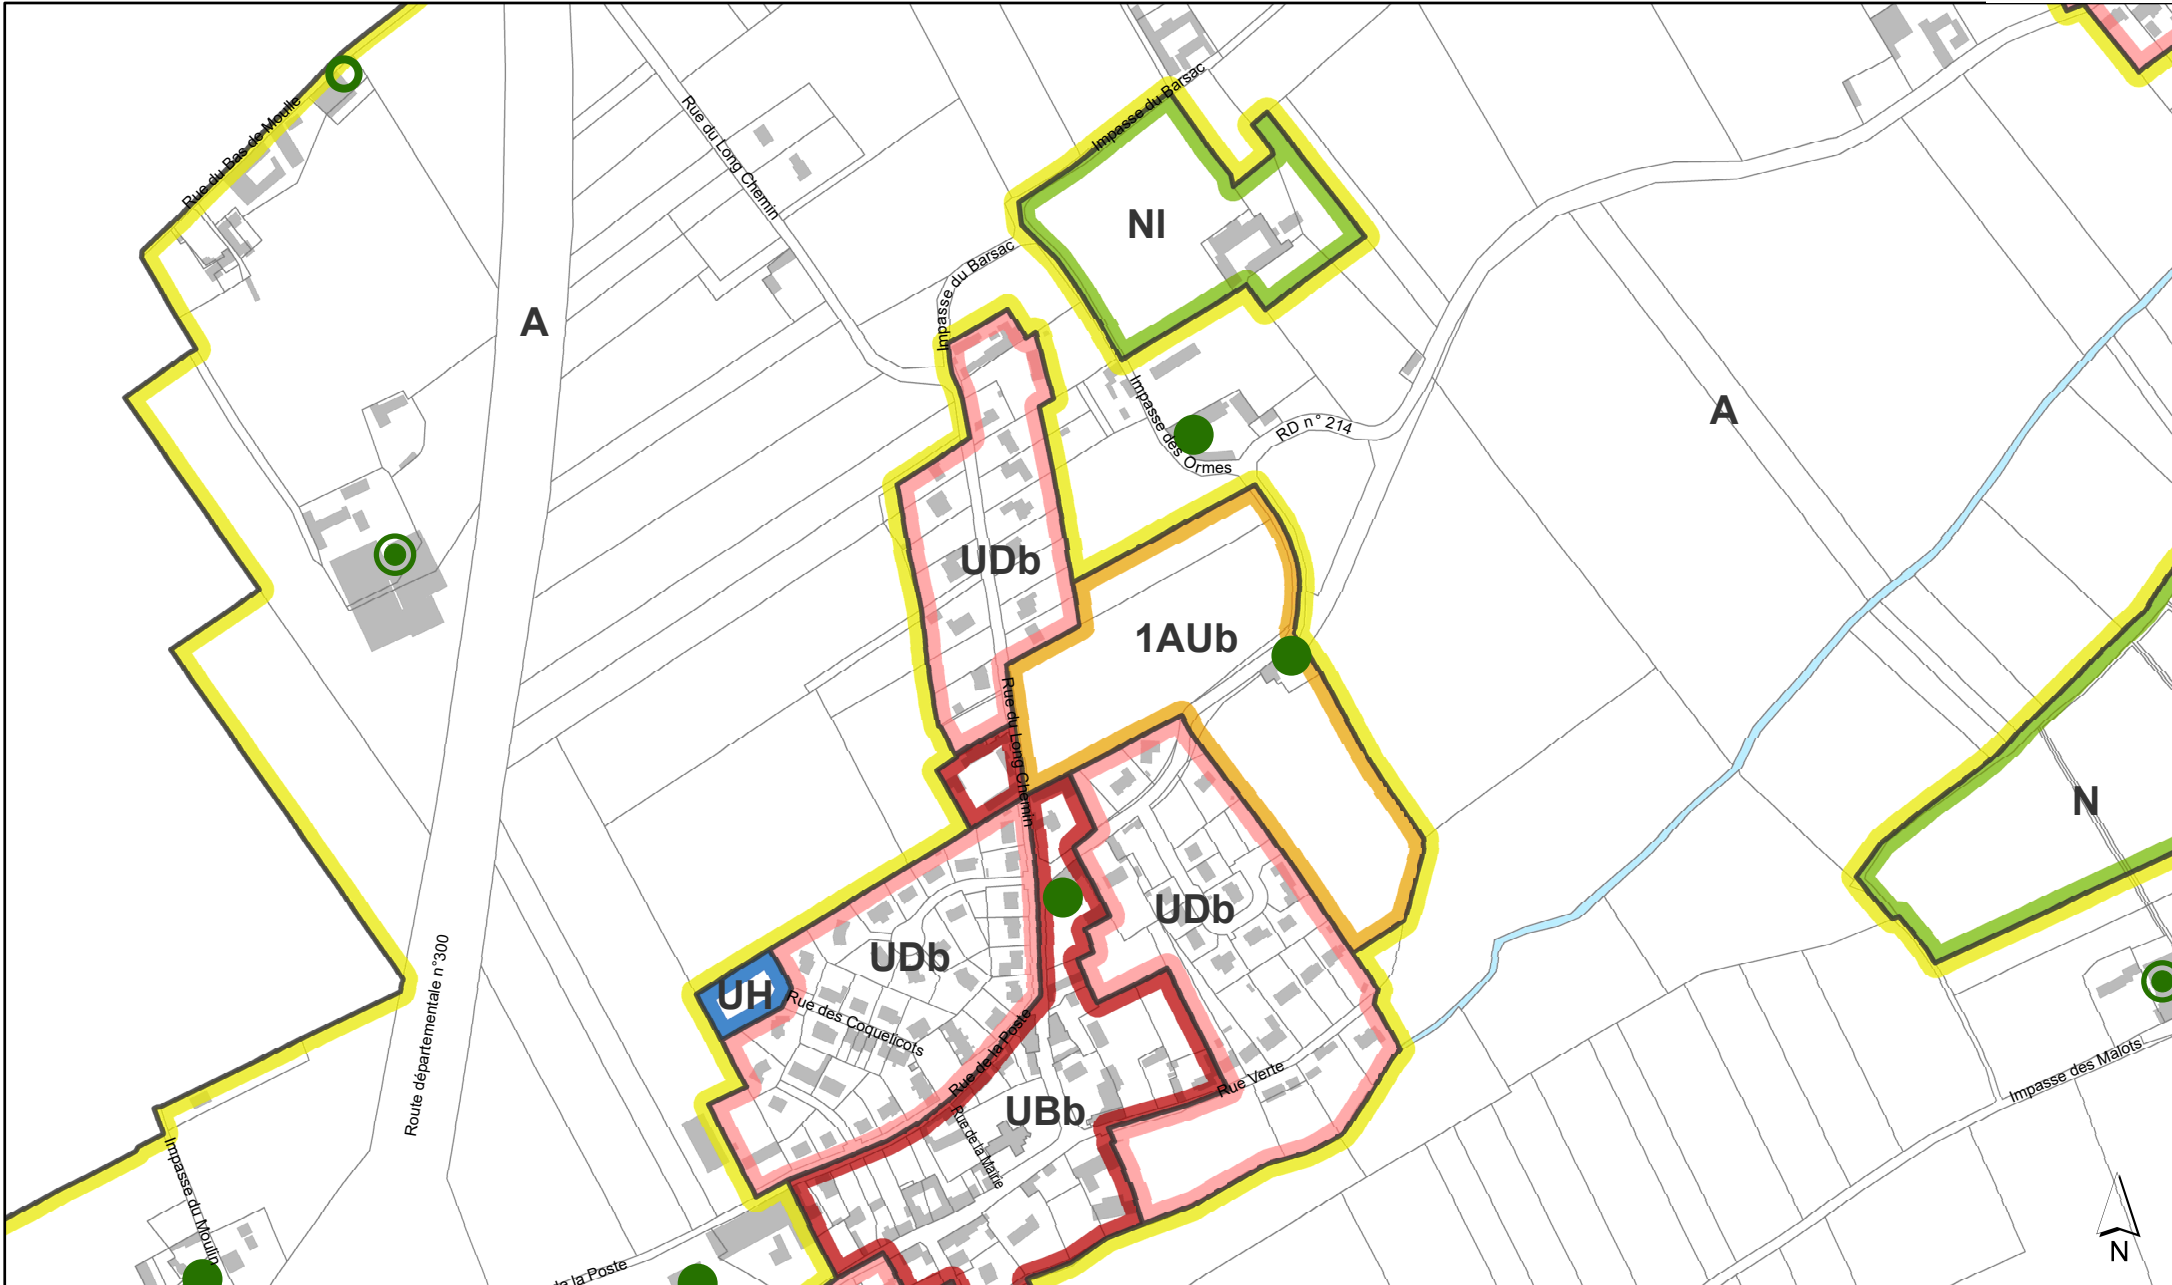 Rue du Bas de Moulle
Rue du Long Chemin
Impasse du Barsac
Nl
Impasse du Barsac
A
Impasse des Ormes
RD n° 214
A
UDb
1AUb
Rue du Long Chemin
N
UDb
UDb
UH
Rue des Coquelicots
Route départementale n°300
Rue de la Poste
Rue Verte
UBb
Rue de la Mairie
Impasse des Malots
Impasse du Moulin
de la Poste
N